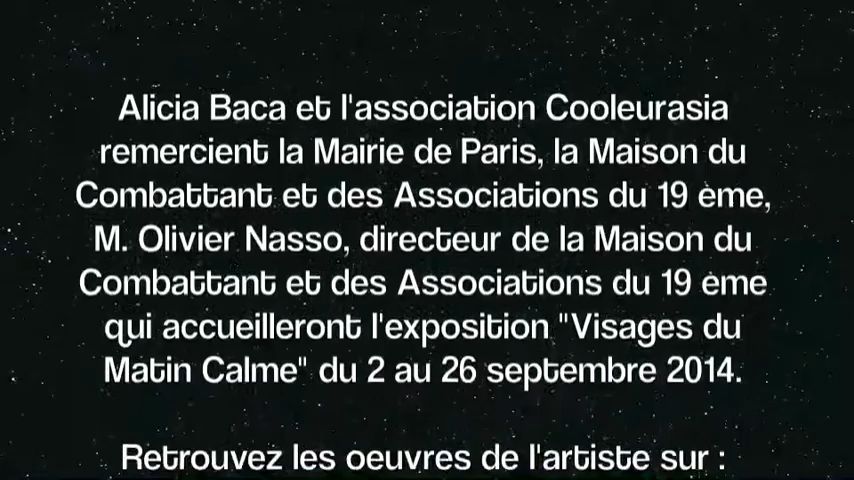 Alicia Baca et l'association Cooleurasia
remercient la Mairie de Paris, la Maison du
Combattant et des Associations du 19 ème,
M. Olivier Nasso, directeur de la Maison du
Combattant et des Associations du 19 ème
qui accueilleront l'exposition "Visages du
Matin Calme" du 2 au 26 septembre 2014.
Retrouvez les oeuvres de l'artiste sur :